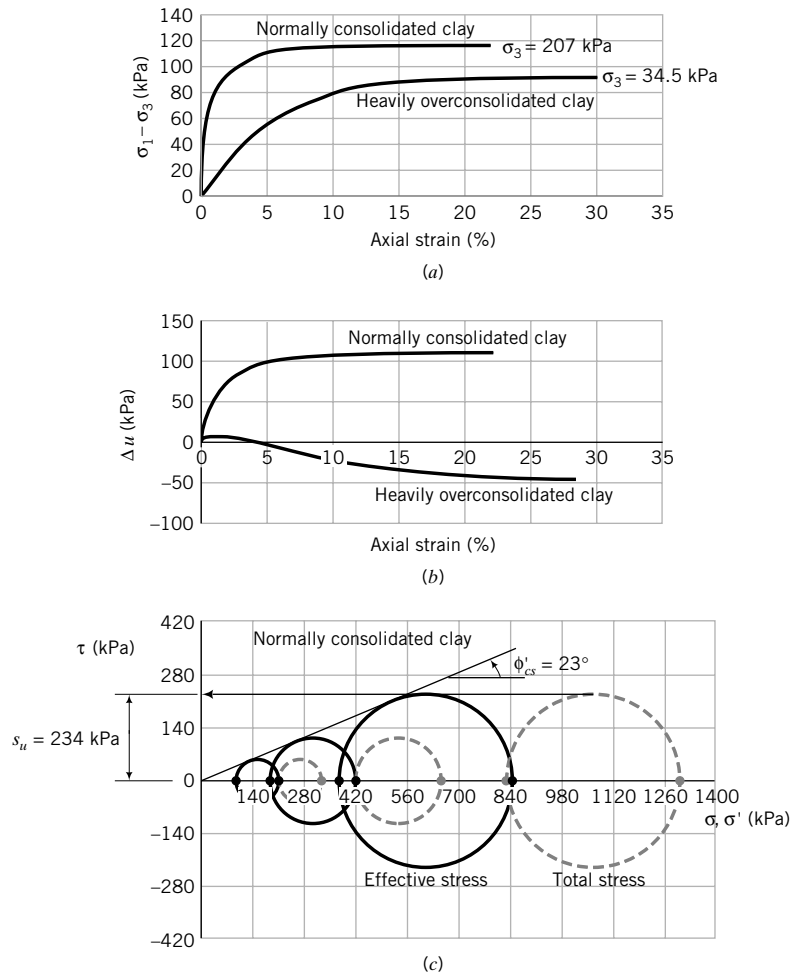 140
Normally consolidated clay
120
σ3 = 207 kPa
100
σ3 = 34.5 kPa
80
Heavily overconsolidated clay
60
40
20
0
σ1 – σ3 (kPa)
0 5 10 15 20 25 30 35
Axial strain (%)
(a)
150
Normally consolidated clay
100
50
0
Δu (kPa)
0 5 10 15 20 25 30 35
–50
Heavily overconsolidated clay
–100
Axial strain (%)
(b)
420
τ (kPa)
Normally consolidated clay
280
ϕ'cs = 23°
140
su = 234 kPa
0
140 280 420 560 700 840 980 1120 1260 1400
σ, σ' (kPa)
–140
–280
Effective stress Total stress
–420
(c)